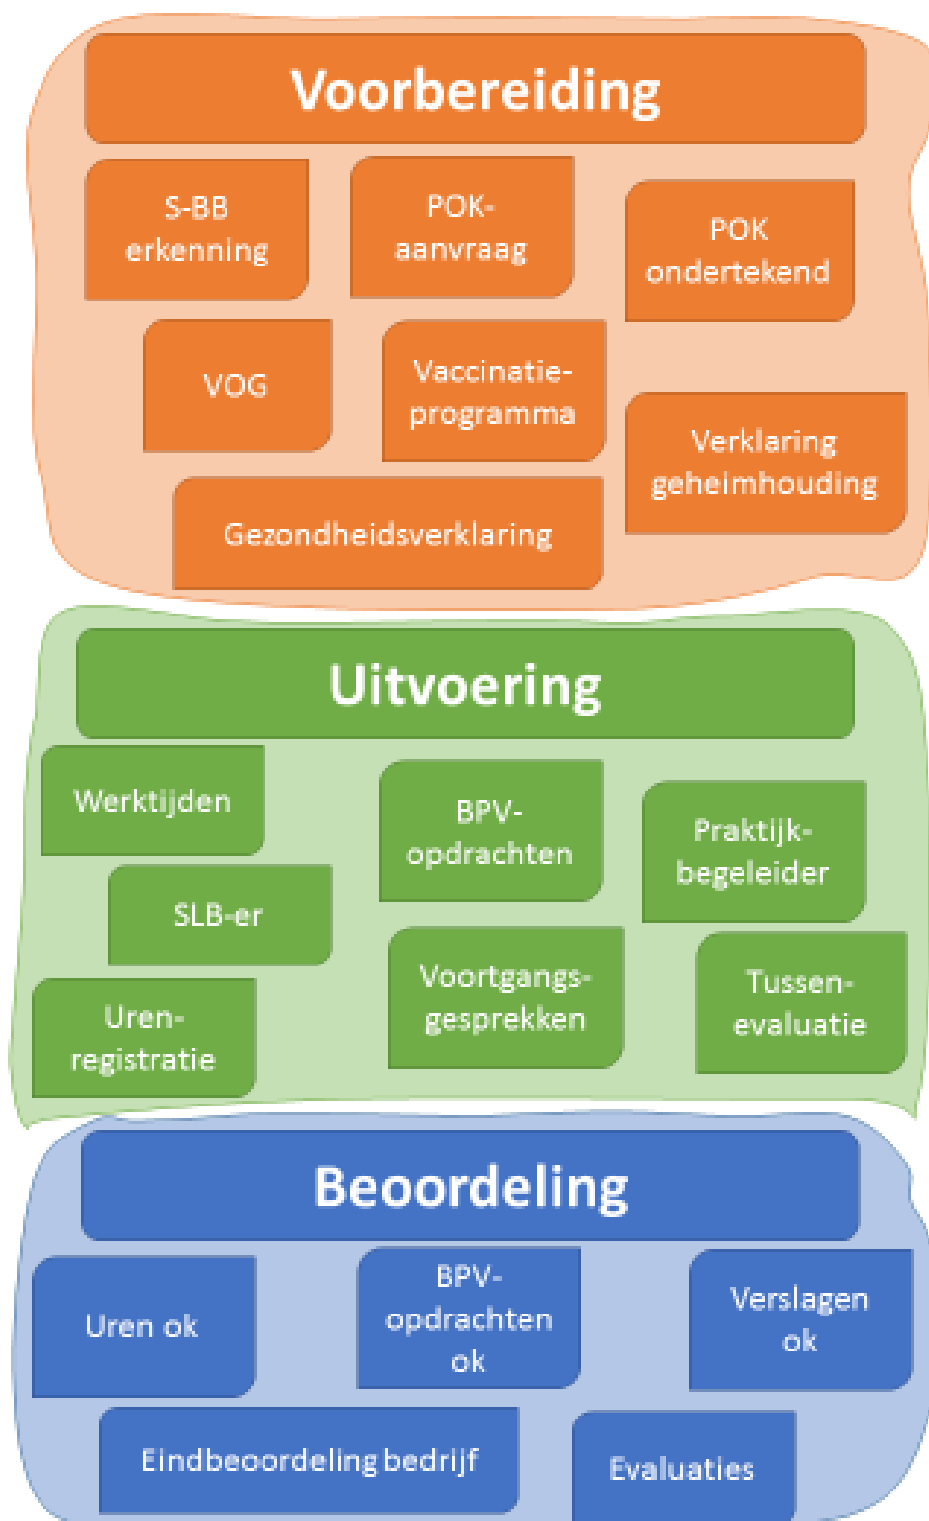 Voorbereiding
S-BB
erkenning
POK-
aanvraag
POK
ondertekend
VOG
Vaccinatie-
programma
Verklaring
geheimhouding
Gezondheidsverklaring
Uitvoering
Werktijden
BPV-
opdrachten
Praktijk-
begeleider
SLB-er
Voortgangs-
gesprekken
Tussen-
evaluatie
Uren-
registratie
Beoordeling
Uren ok
BPV-
opdrachten
ok
Verslagen
ok
Eindbeoordeling bedrijf
Evaluaties